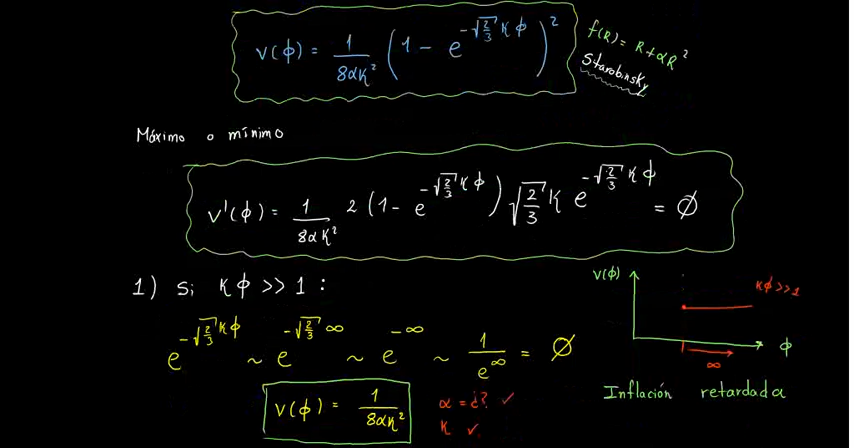 V(φ) = 1/(8ακ²) (1 - e^(-√(2/3) κφ))²
f(R) = R + αR²
Starobinsky
Máximo o mínimo
V'(φ) = 1/(8ακ²) 2 (1 - e^(-√(2/3) κφ)) √(2/3) κ e^(-√(2/3) κφ) = Ø
1) Si κφ >> 1 :
e^(-√(2/3) κφ) ~ e^(-√(2/3) ∞) ~ e^(-∞) ~ 1/e^∞ = Ø
V(φ) = 1/(8ακ²)
α = ¿? ✓
κ ✓
V(φ)
κφ >> 1
φ
∞
Inflación retardada